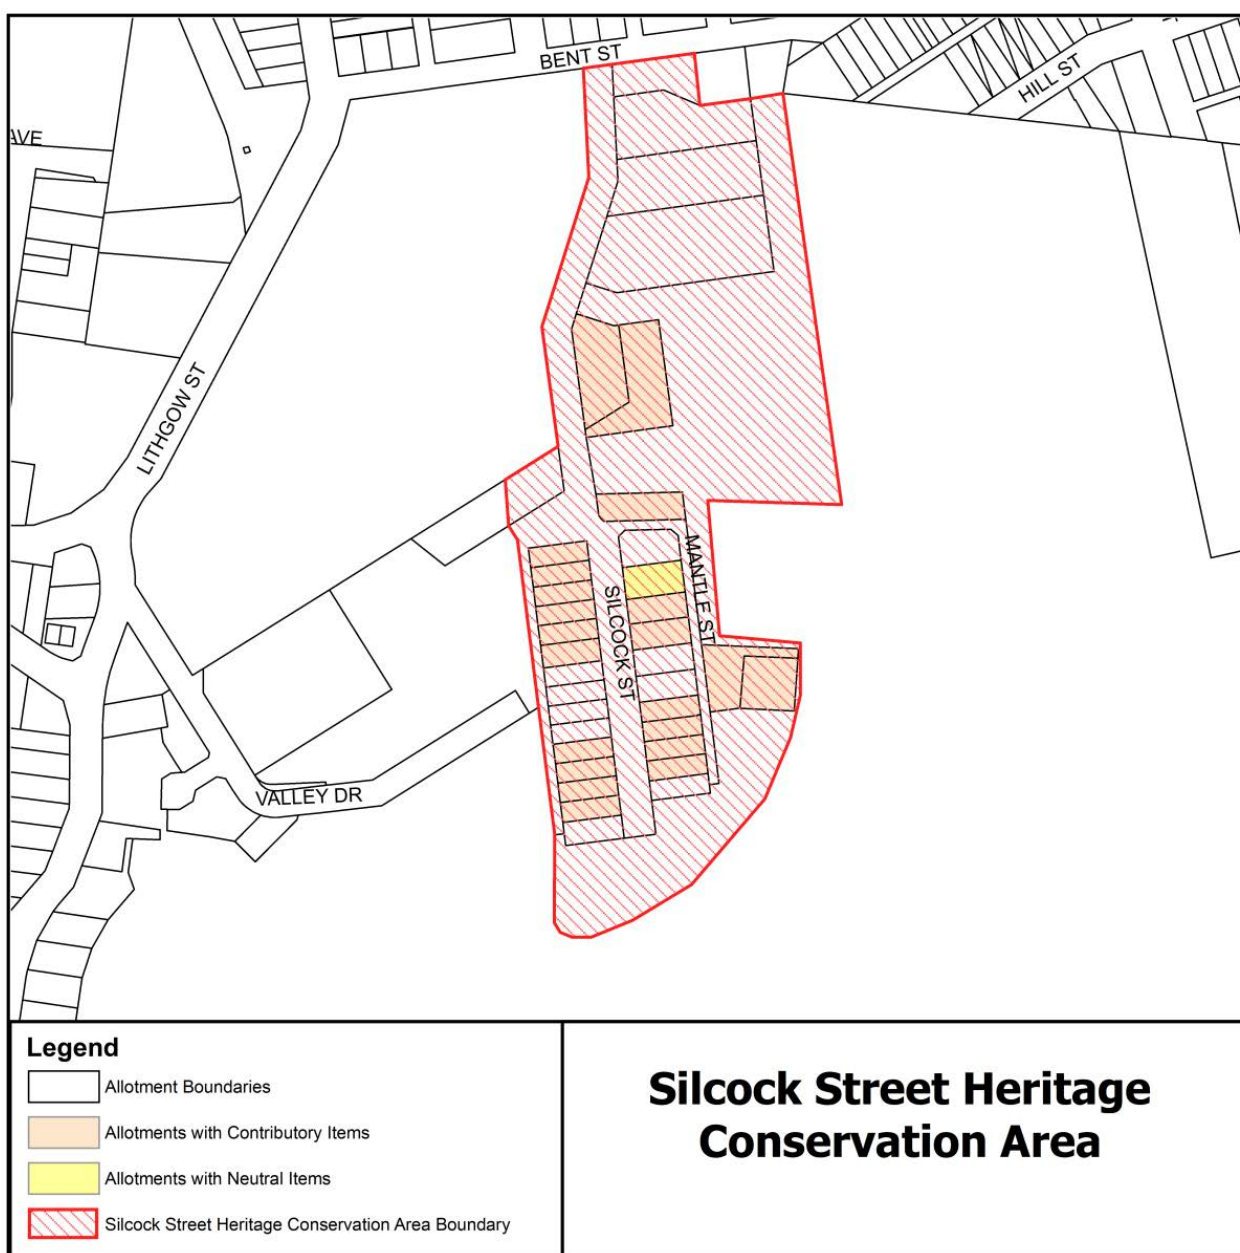 BENT ST
HILL ST
AVE
LITHGOW ST
MANTLE ST
SILCOCK ST
VALLEY DR
Legend
Allotment Boundaries
Allotments with Contributory Items
Allotments with Neutral Items
Silcock Street Heritage Conservation Area Boundary
Silcock Street Heritage
Conservation Area